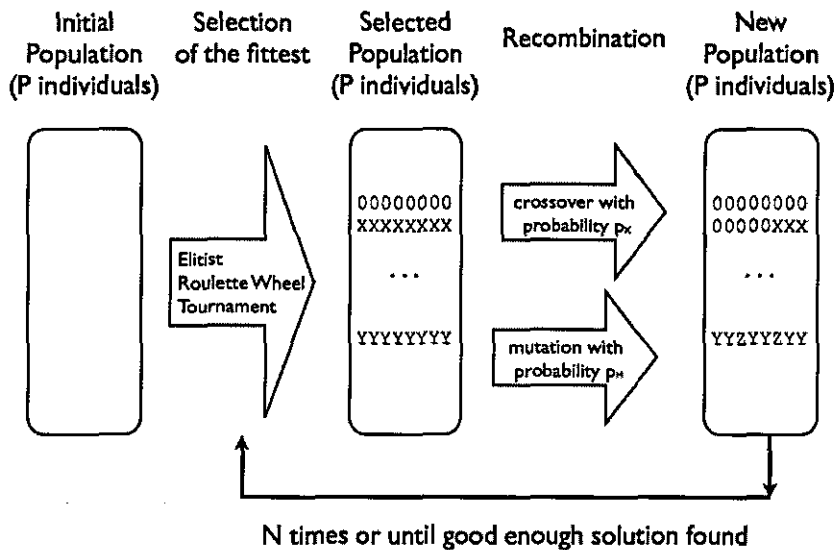 Initial
Population
(P individuals)
Selection
of the fittest
Selected
Population
(P individuals)
Recombination
New
Population
(P individuals)
Elitist
Roulette Wheel
Tournament
00000000
XXXXXXXX
...
YYYYYYYY
crossover with
probability pX
mutation with
probability pM
00000000
00000XXX
...
YYZYYZYY
N times or until good enough solution found